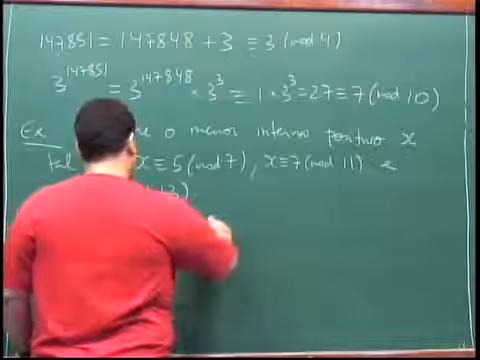 147851 = 147848 + 3 ≡ 3 (mod 4)
3^147851 = 3^147848 · 3^3 ≡ 1 · 3^3 = 27 ≡ 7 (mod 10)
Ex o menor inteiro positivo x
tal x ≡ 5 (mod 7), x ≡ 7 (mod 11) e
13).